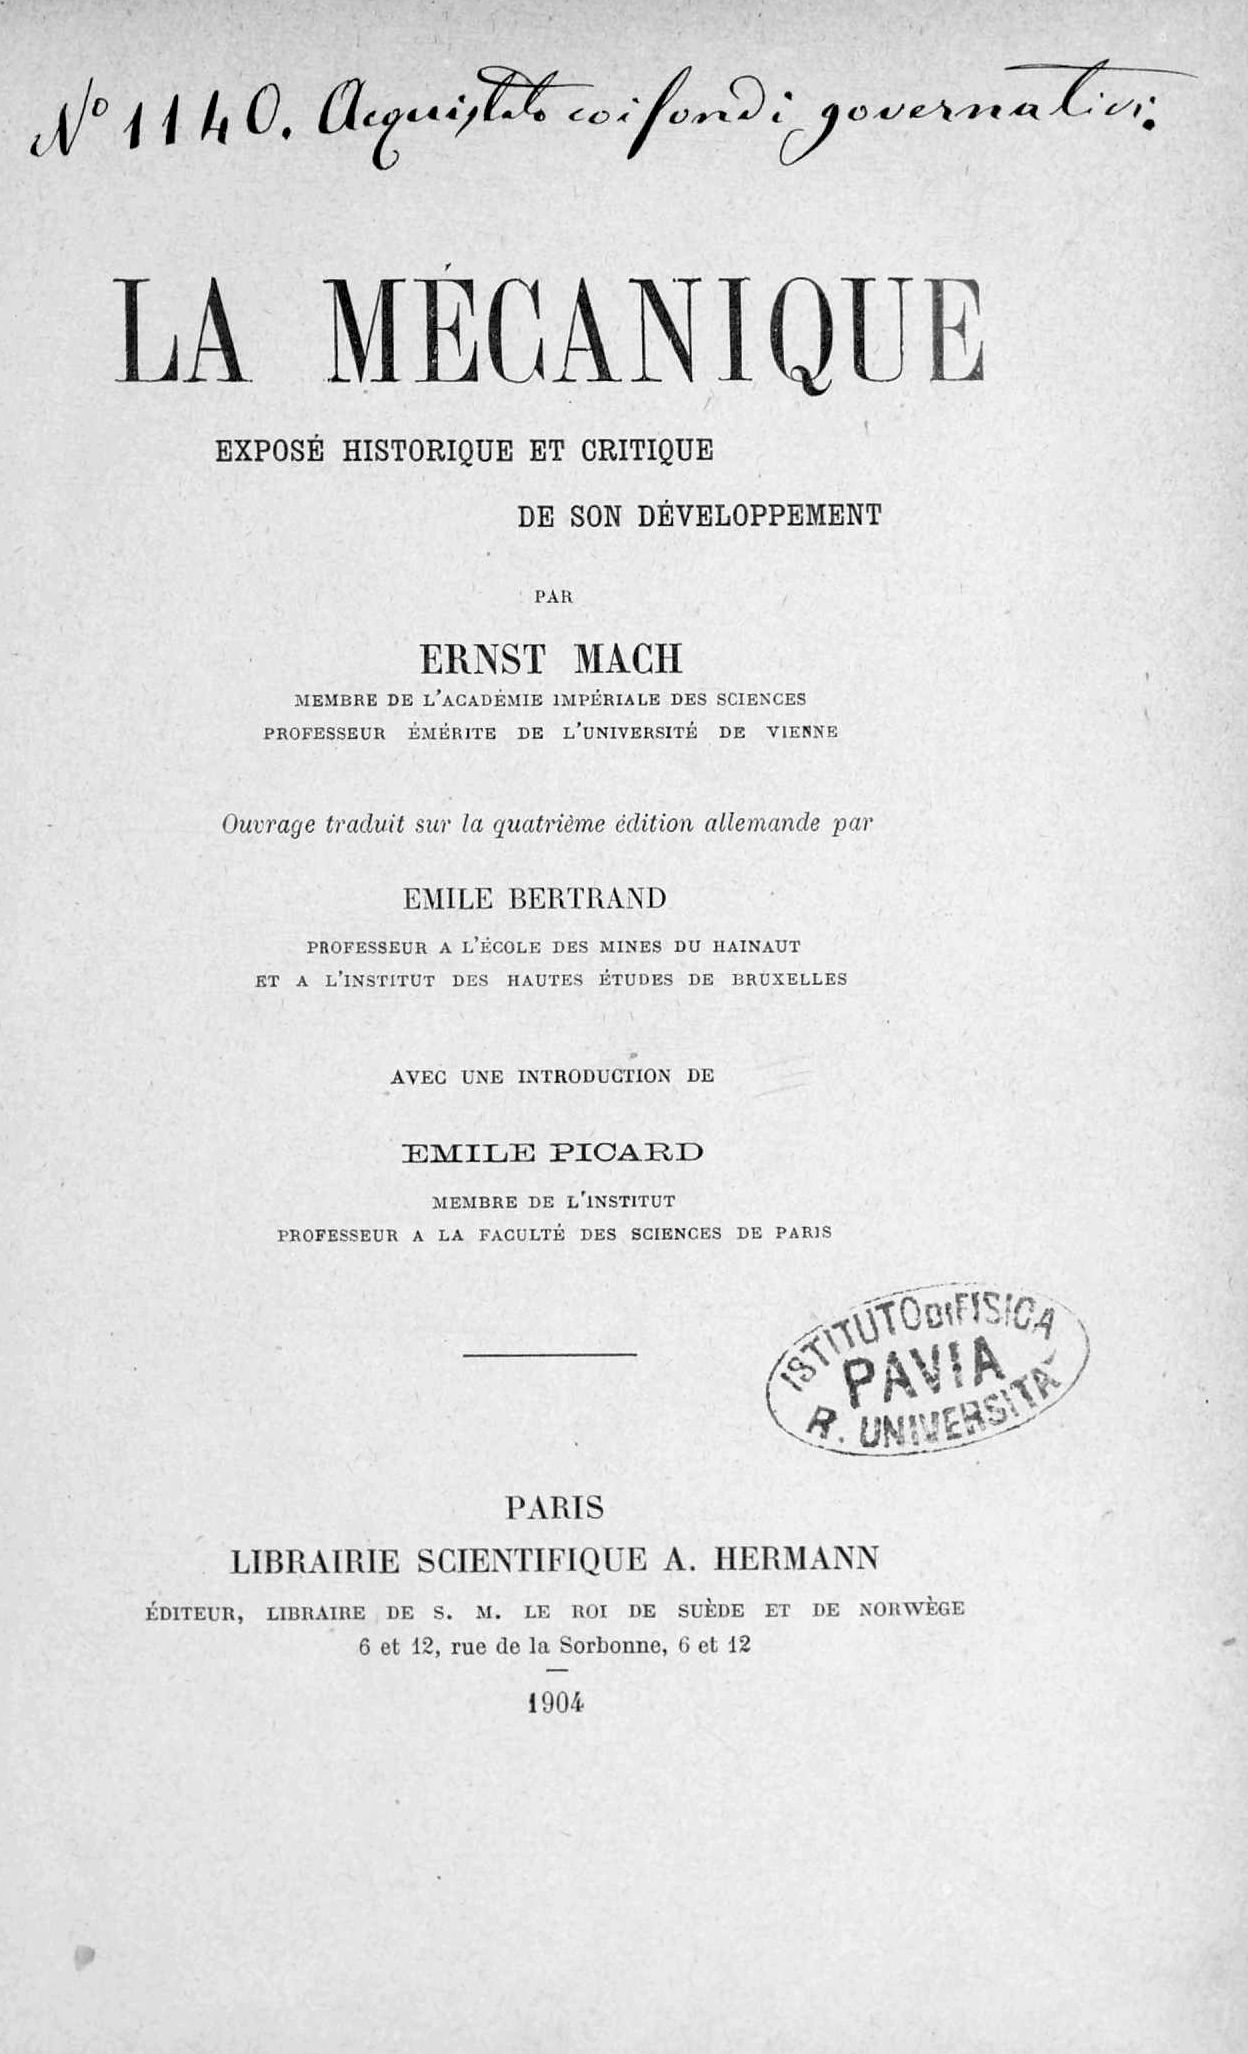 Nº 1140. Acquistato coi fondi governativi.
LA MÉCANIQUE
EXPOSÉ HISTORIQUE ET CRITIQUE
DE SON DÉVELOPPEMENT
PAR
ERNST MACH
MEMBRE DE L'ACADÉMIE IMPÉRIALE DES SCIENCES
PROFESSEUR ÉMÉRITE DE L'UNIVERSITÉ DE VIENNE
Ouvrage traduit sur la quatrième édition allemande par
EMILE BERTRAND
PROFESSEUR A L'ÉCOLE DES MINES DU HAINAUT
ET A L'INSTITUT DES HAUTES ÉTUDES DE BRUXELLES
AVEC UNE INTRODUCTION DE
EMILE PICARD
MEMBRE DE L'INSTITUT
PROFESSEUR A LA FACULTÉ DES SCIENCES DE PARIS
ISTITUTO DI FISICA
PAVIA
R. UNIVERSITÀ
PARIS
LIBRAIRIE SCIENTIFIQUE A. HERMANN
ÉDITEUR, LIBRAIRE DE S. M. LE ROI DE SUÈDE ET DE NORWÈGE
6 et 12, rue de la Sorbonne, 6 et 12
1904